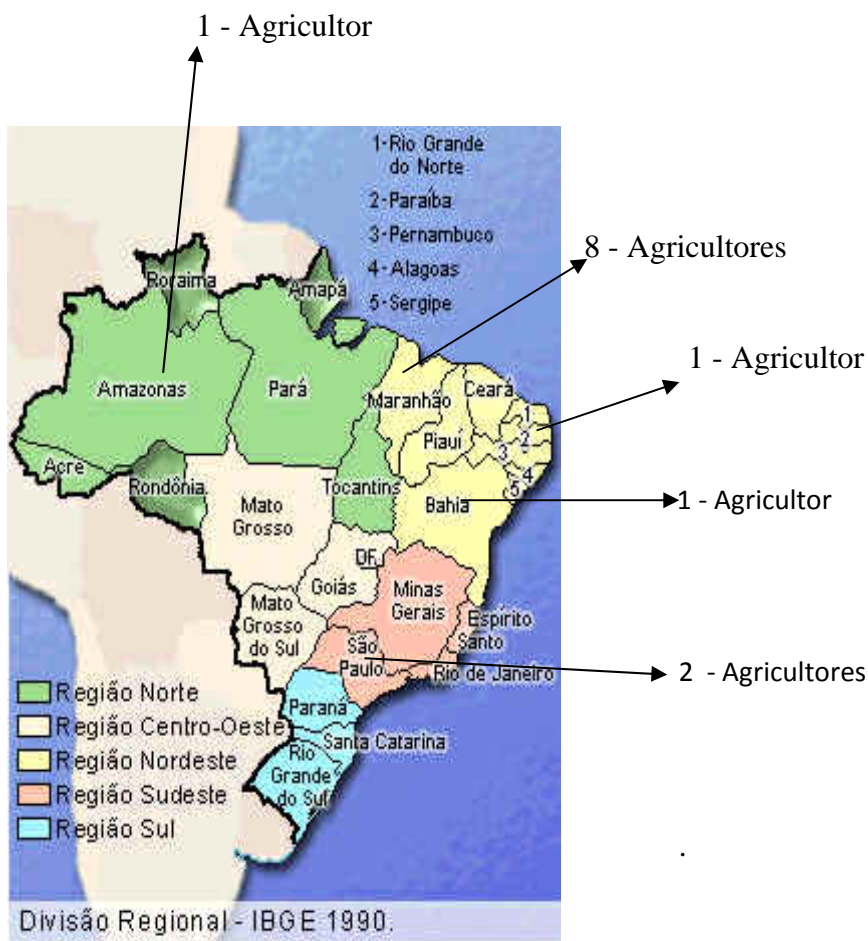 1 - Agricultor
1-Rio Grande
do Norte
2-Paraíba
3-Pernambuco
4-Alagoas
5-Sergipe
8 - Agricultores
1 - Agricultor
1 - Agricultor
2 - Agricultores
Roraima
Amapá
Amazonas
Pará
Maranhão
Ceará
1
Piauí
2
3
Acre
Rondônia
Tocantins
4
5
Bahia
Mato
Grosso
DF
Goiás
Minas
Gerais
Mato
Grosso
do Sul
Espírito
Santo
São
Paulo
Rio de Janeiro
Paraná
Santa Catarina
Rio
Grande
do Sul
Região Norte
Região Centro-Oeste
Região Nordeste
Região Sudeste
Região Sul
.
Divisão Regional - IBGE 1990.